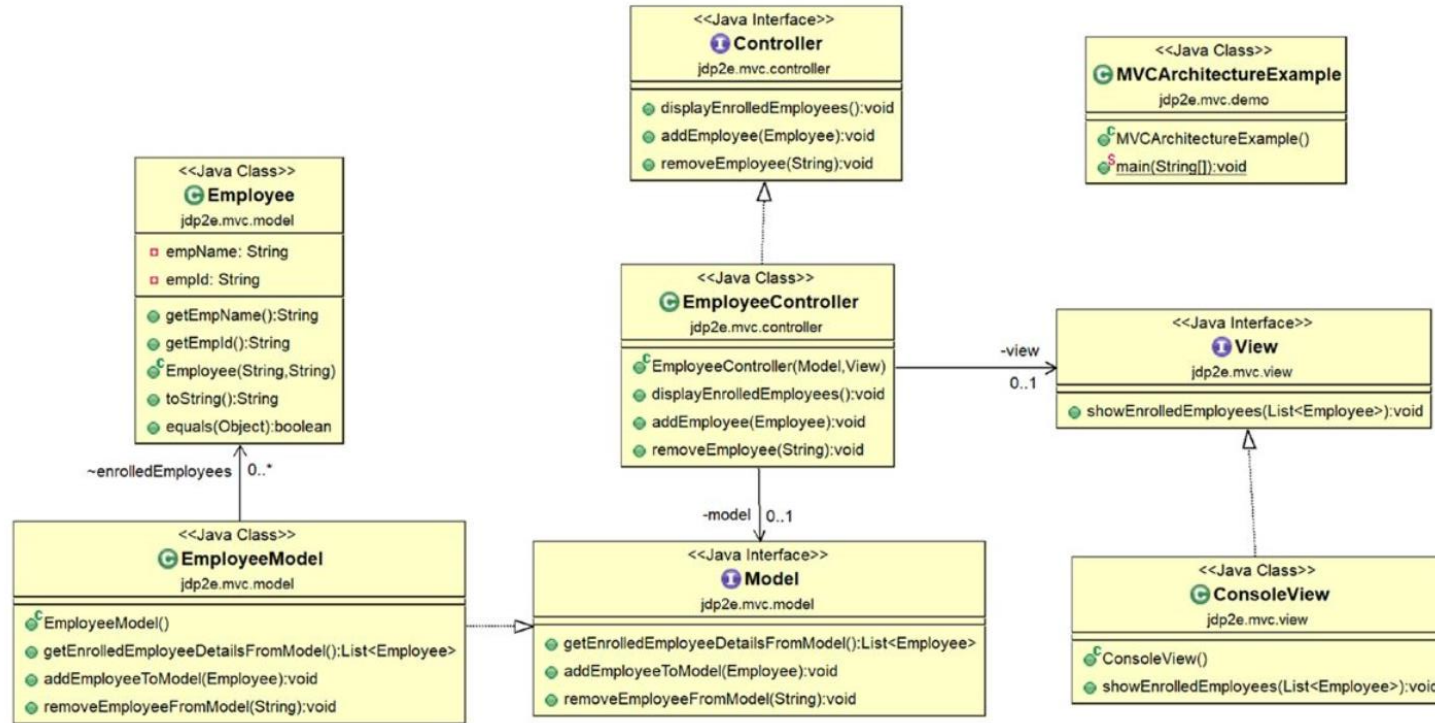 <<Java Interface>>
Controller
jdp2e.mvc.controller
displayEnrolledEmployees():void
addEmployee(Employee):void
removeEmployee(String):void
<<Java Class>>
MVCArchitectureExample
jdp2e.mvc.demo
MVCArchitectureExample()
main(String[]):void
<<Java Class>>
Employee
jdp2e.mvc.model
empName: String
empId: String
getEmpName():String
getEmpId():String
Employee(String,String)
toString():String
equals(Object):boolean
~enrolledEmployees 0..*
<<Java Class>>
EmployeeController
jdp2e.mvc.controller
EmployeeController(Model,View)
displayEnrolledEmployees():void
addEmployee(Employee):void
removeEmployee(String):void
-view
0..1
<<Java Interface>>
View
jdp2e.mvc.view
showEnrolledEmployees(List<Employee>):void
-model 0..1
<<Java Class>>
EmployeeModel
jdp2e.mvc.model
EmployeeModel()
getEnrolledEmployeeDetailsFromModel():List<Employee>
addEmployeeToModel(Employee):void
removeEmployeeFromModel(String):void
<<Java Interface>>
Model
jdp2e.mvc.model
getEnrolledEmployeeDetailsFromModel():List<Employee>
addEmployeeToModel(Employee):void
removeEmployeeFromModel(String):void
<<Java Class>>
ConsoleView
jdp2e.mvc.view
ConsoleView()
showEnrolledEmployees(List<Employee>):void